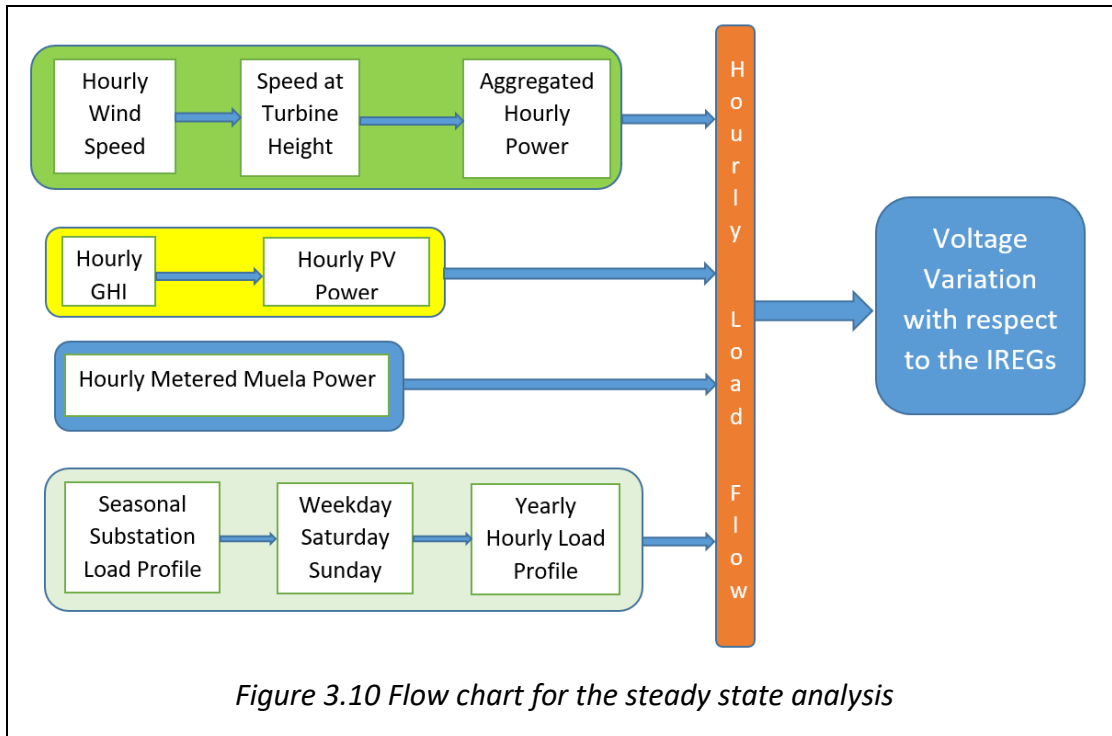 Hourly
Wind
Speed
Speed at
Turbine
Height
Aggregated
Hourly
Power
Hourly
GHI
Hourly PV
Power
Hourly Metered Muela Power
Seasonal
Substation
Load Profile
Weekday
Saturday
Sunday
Yearly
Hourly Load
Profile
Hourly Load Flow
Voltage
Variation
with respect
to the IREGs
Figure 3.10 Flow chart for the steady state analysis